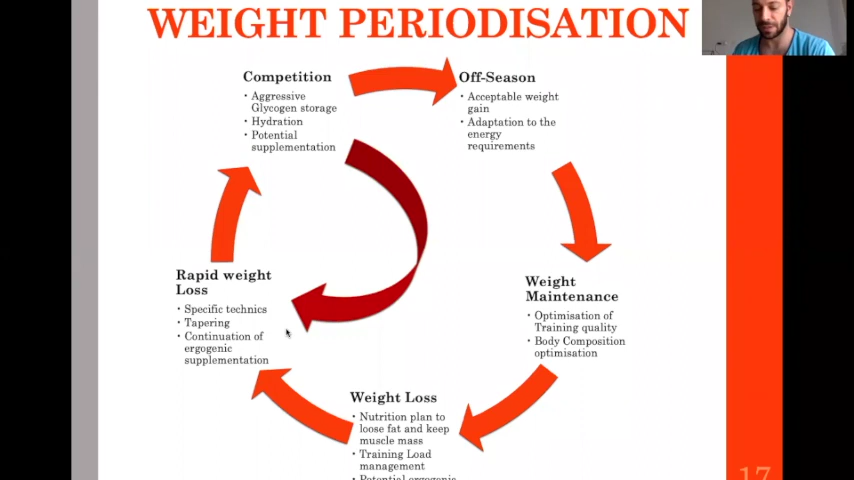 WEIGHT PERIODISATION
Competition
• Aggressive
Glycogen storage
• Hydration
• Potential
supplementation
Off-Season
• Acceptable weight
gain
• Adaptation to the
energy
requirements
Weight
Maintenance
• Optimisation of
Training quality
• Body Composition
optimisation
Weight Loss
• Nutrition plan to
loose fat and keep
muscle mass
• Training Load
management
• Potential ergogenic
Rapid weight
Loss
• Specific technics
• Tapering
• Continuation of
ergogenic
supplementation
17